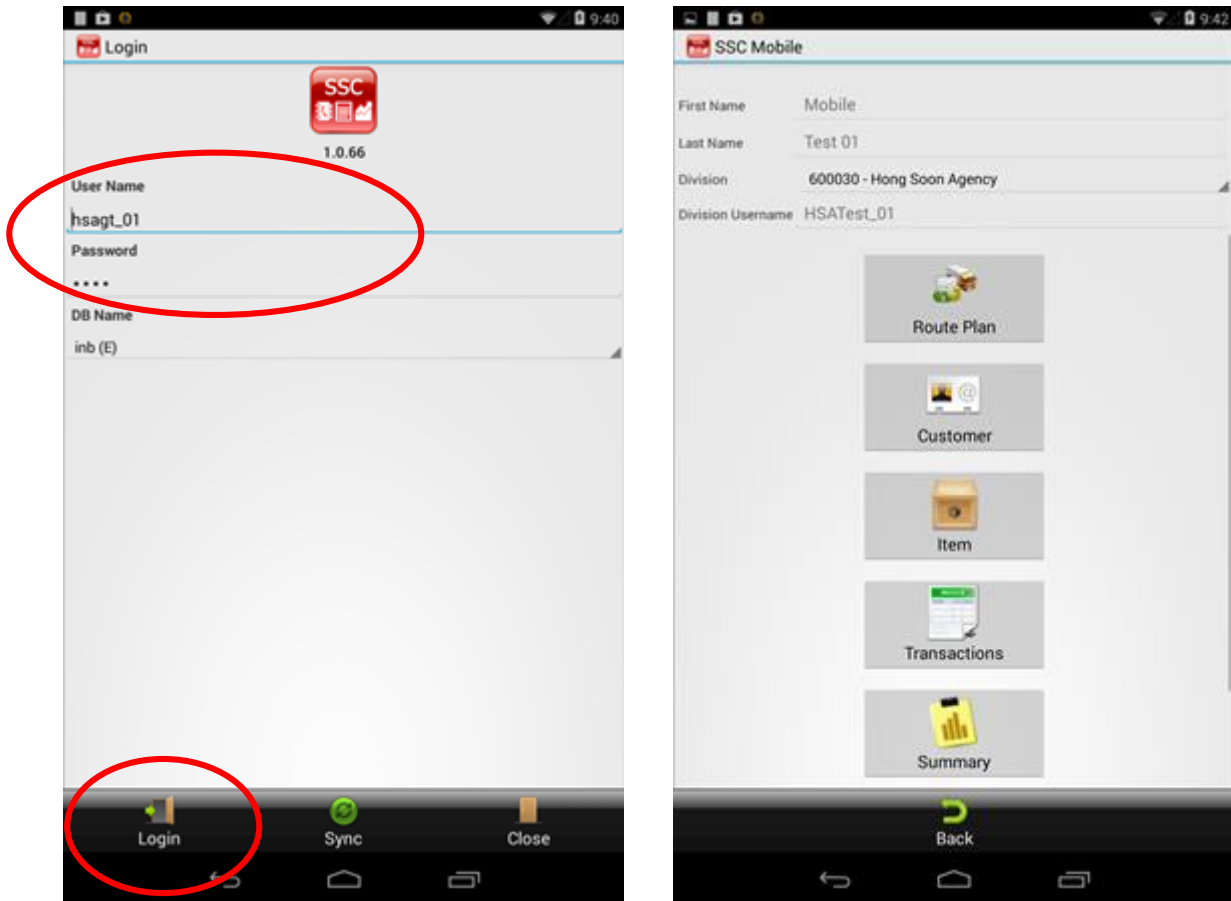 9:40
Login
SSC
1.0.66
User Name
hsagt_01
Password
••••
DB Name
inb (E)
Login Sync Close
9:42
SSC Mobile
First Name Mobile
Last Name Test 01
Division 600030 - Hong Soon Agency
Division Username HSATest_01
Route Plan
Customer
Item
Transactions
Summary
Back